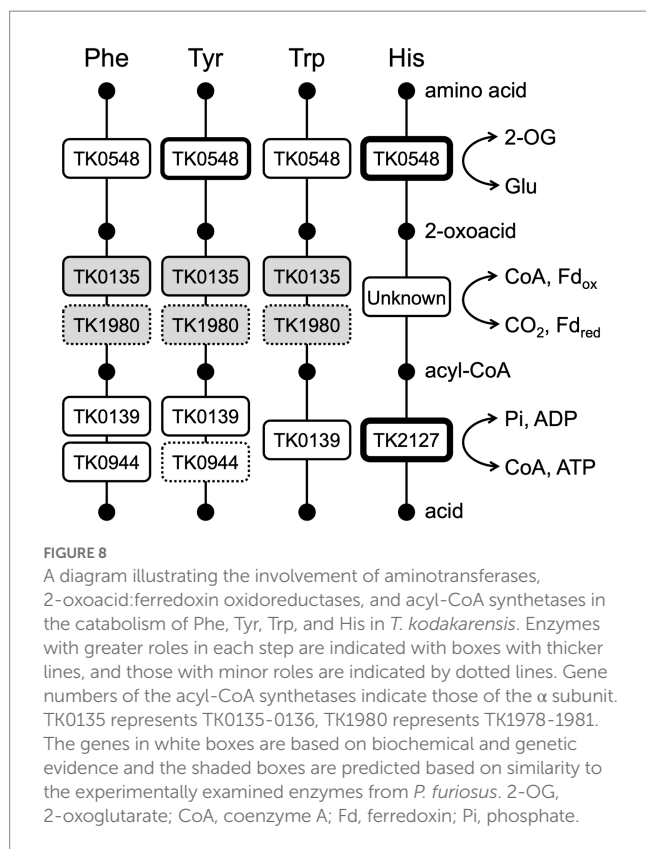 Phe Tyr Trp His
amino acid
2-OG
TK0548 TK0548 TK0548 TK0548
Glu
2-oxoacid
TK0135 TK0135 TK0135 CoA, Fdox
Unknown
TK1980 TK1980 TK1980 CO2, Fdred
acyl-CoA
TK0139 TK0139 Pi, ADP
TK0139 TK2127
TK0944 TK0944 CoA, ATP
acid
FIGURE 8
A diagram illustrating the involvement of aminotransferases,
2-oxoacid:ferredoxin oxidoreductases, and acyl-CoA synthetases in
the catabolism of Phe, Tyr, Trp, and His in T. kodakarensis. Enzymes
with greater roles in each step are indicated with boxes with thicker
lines, and those with minor roles are indicated by dotted lines. Gene
numbers of the acyl-CoA synthetases indicate those of the α subunit.
TK0135 represents TK0135-0136, TK1980 represents TK1978-1981.
The genes in white boxes are based on biochemical and genetic
evidence and the shaded boxes are predicted based on similarity to
the experimentally examined enzymes from P. furiosus. 2-OG,
2-oxoglutarate; CoA, coenzyme A; Fd, ferredoxin; Pi, phosphate.